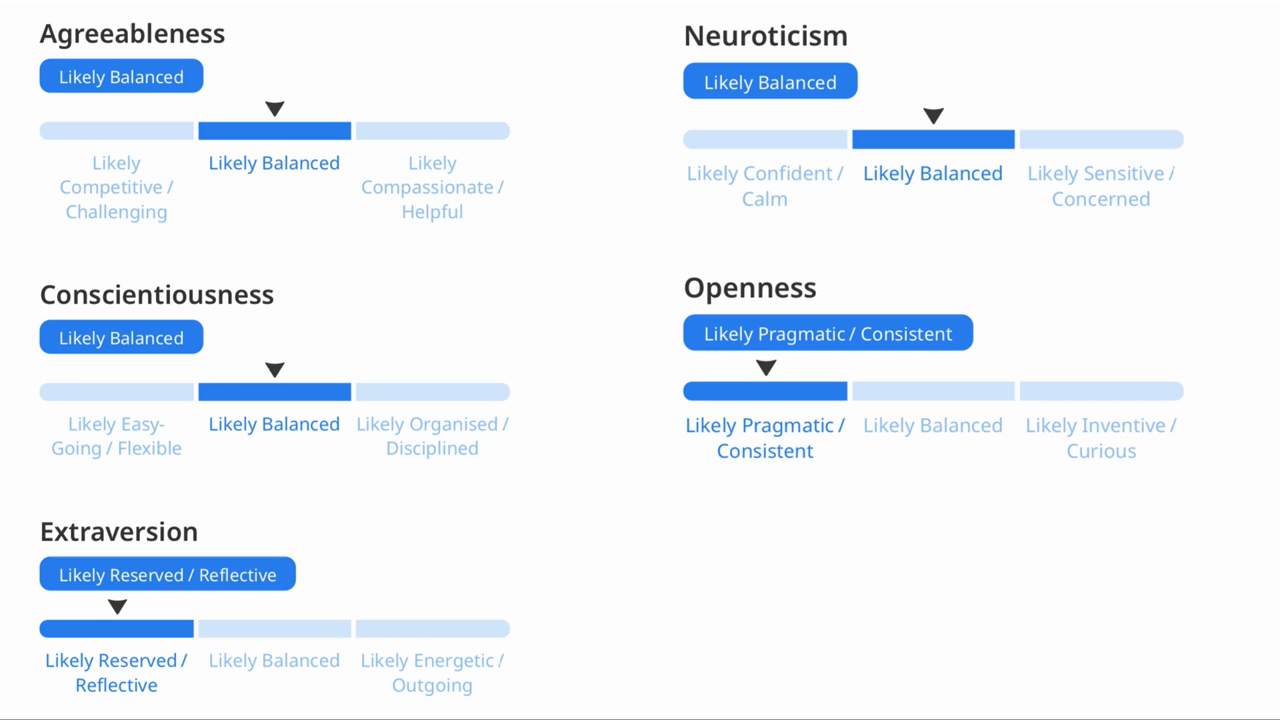 Agreeableness
Likely Balanced
Likely
Competitive /
Challenging
Likely Balanced
Likely
Compassionate /
Helpful
Conscientiousness
Likely Balanced
Likely Easy-
Going / Flexible
Likely Balanced
Likely Organised /
Disciplined
Extraversion
Likely Reserved / Reflective
Likely Reserved /
Reflective
Likely Balanced
Likely Energetic /
Outgoing
Neuroticism
Likely Balanced
Likely Confident /
Calm
Likely Balanced
Likely Sensitive /
Concerned
Openness
Likely Pragmatic / Consistent
Likely Pragmatic /
Consistent
Likely Balanced
Likely Inventive /
Curious